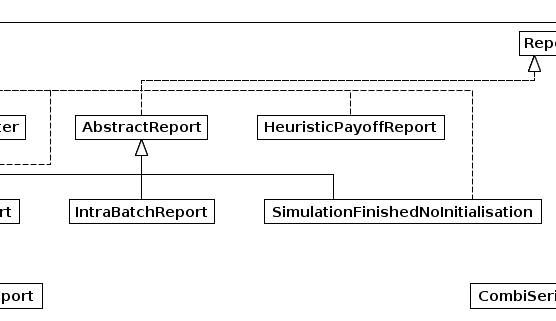 Repo
ter
AbstractReport
HeuristicPayoffReport
rt
IntraBatchReport
SimulationFinishedNoInitialisation
port
CombiSeri